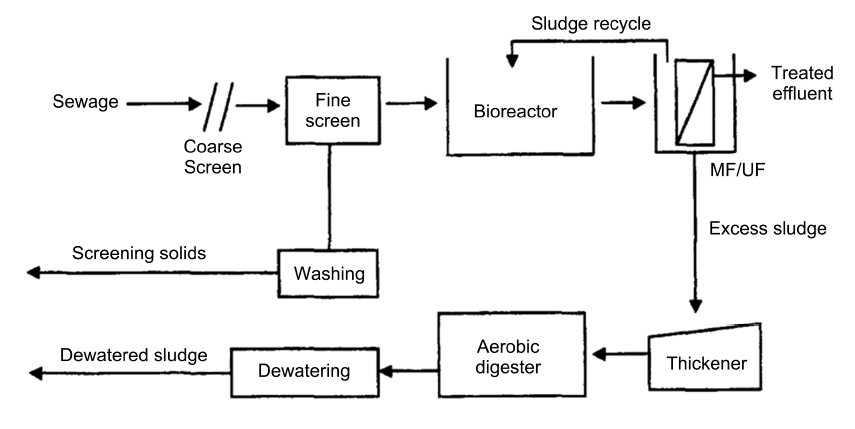 Sludge recycle
Sewage
Coarse
Screen
Fine
screen
Bioreactor
Treated
effluent
MF/UF
Excess sludge
Screening solids
Washing
Dewatered sludge
Dewatering
Aerobic
digester
Thickener